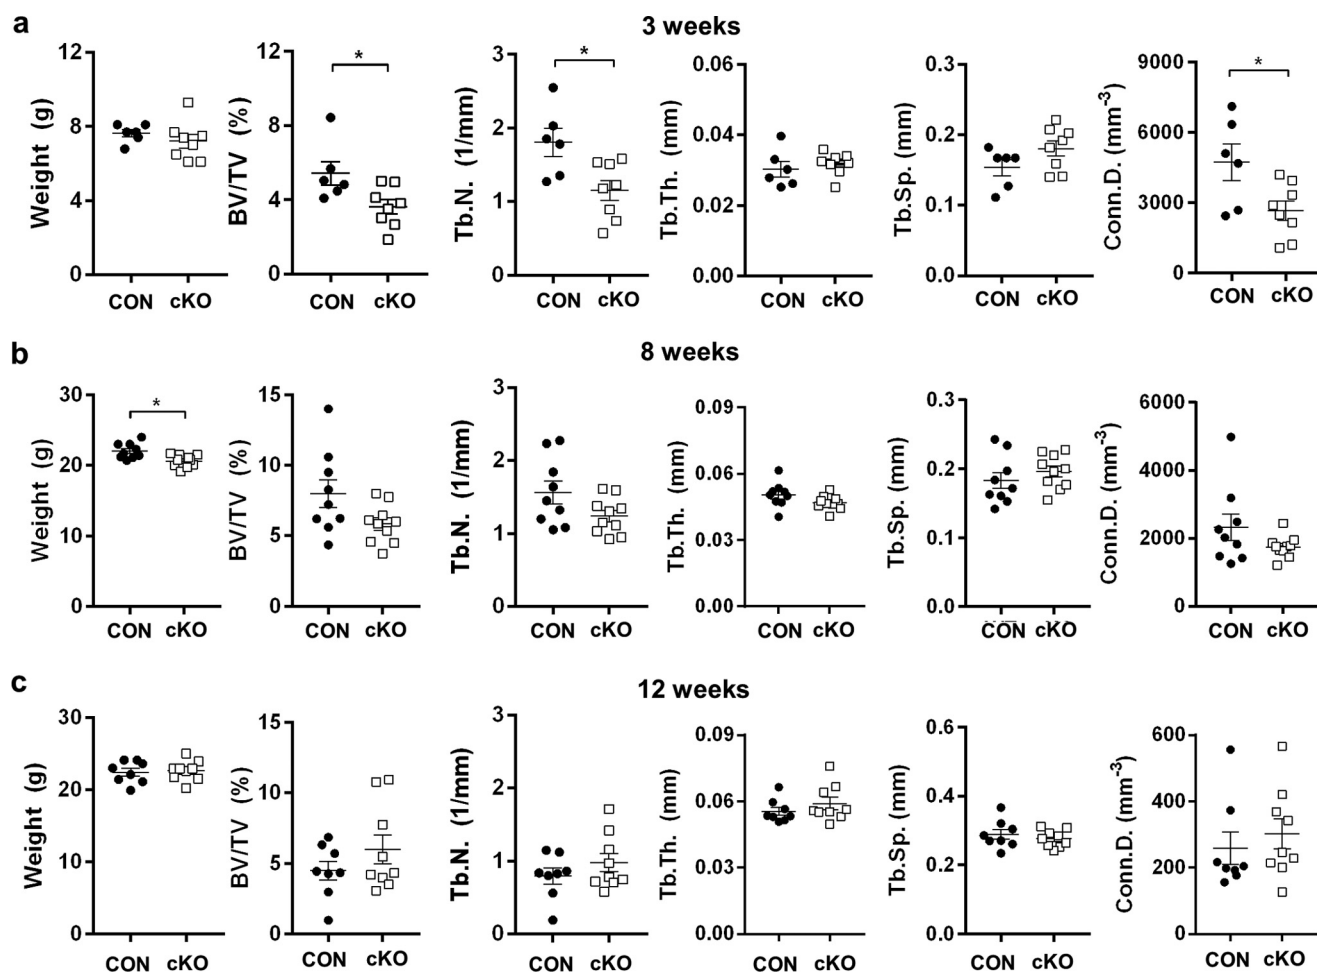 a
3 weeks
Weight (g)
12
8
4
0
CON cKO
BV/TV (%)
12
8
4
0
*
CON cKO
Tb.N. (1/mm)
3
2
1
0
*
CON cKO
Tb.Th. (mm)
0.06
0.04
0.02
0.00
CON cKO
Tb.Sp. (mm)
0.3
0.2
0.1
0.0
CON cKO
Conn.D. (mm⁻³)
9000
6000
3000
0
*
CON cKO
b
8 weeks
Weight (g)
30
20
10
0
*
CON cKO
BV/TV (%)
15
10
5
0
CON cKO
Tb.N. (1/mm)
3
2
1
0
CON cKO
Tb.Th. (mm)
0.09
0.06
0.03
0.00
CON cKO
Tb.Sp. (mm)
0.3
0.2
0.1
0.0
CON cKO
Conn.D. (mm⁻³)
6000
4000
2000
0
CON cKO
c
12 weeks
Weight (g)
30
20
10
0
CON cKO
BV/TV (%)
15
10
5
0
CON cKO
Tb.N. (1/mm)
3
2
1
0
CON cKO
Tb.Th. (mm)
0.09
0.06
0.03
0.00
CON cKO
Tb.Sp. (mm)
0.6
0.4
0.2
0.0
CON cKO
Conn.D. (mm⁻³)
600
400
200
0
CON cKO